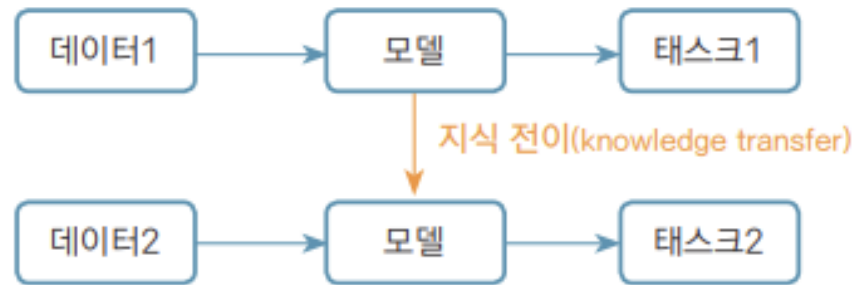 데이터1 모델 태스크1
지식 전이(knowledge transfer)
데이터2 모델 태스크2